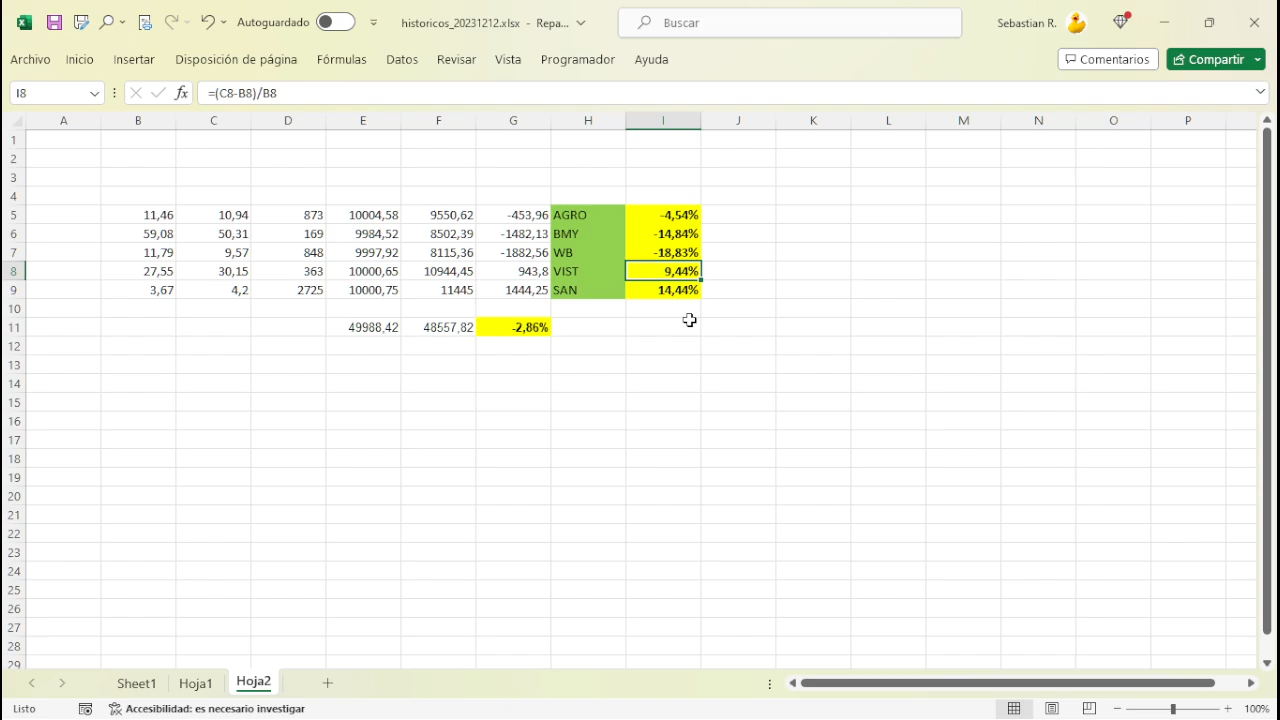 Autoguardado
historicos_20231212.xlsx - Repa...
Buscar
Sebastian R.
Archivo Inicio Insertar Disposición de página Fórmulas Datos Revisar Vista Programador Ayuda
Comentarios Compartir
I8 fx =(C8-B8)/B8
A B C D E F G H I J K L M N O P
1
2
3
4
5 11,46 10,94 873 10004,58 9550,62 -453,96 AGRO -4,54%
6 59,08 50,31 169 9984,52 8502,39 -1482,13 BMY -14,84%
7 11,79 9,57 848 9997,92 8115,36 -1882,56 WB -18,83%
8 27,55 30,15 363 10000,65 10944,45 943,8 VIST 9,44%
9 3,67 4,2 2725 10000,75 11445 1444,25 SAN 14,44%
10
11 49988,42 48557,82 -2,86%
12
13
14
15
16
17
18
19
20
21
22
23
24
25
26
27
28
29
Sheet1 Hoja1 Hoja2
Listo Accesibilidad: es necesario investigar 100%